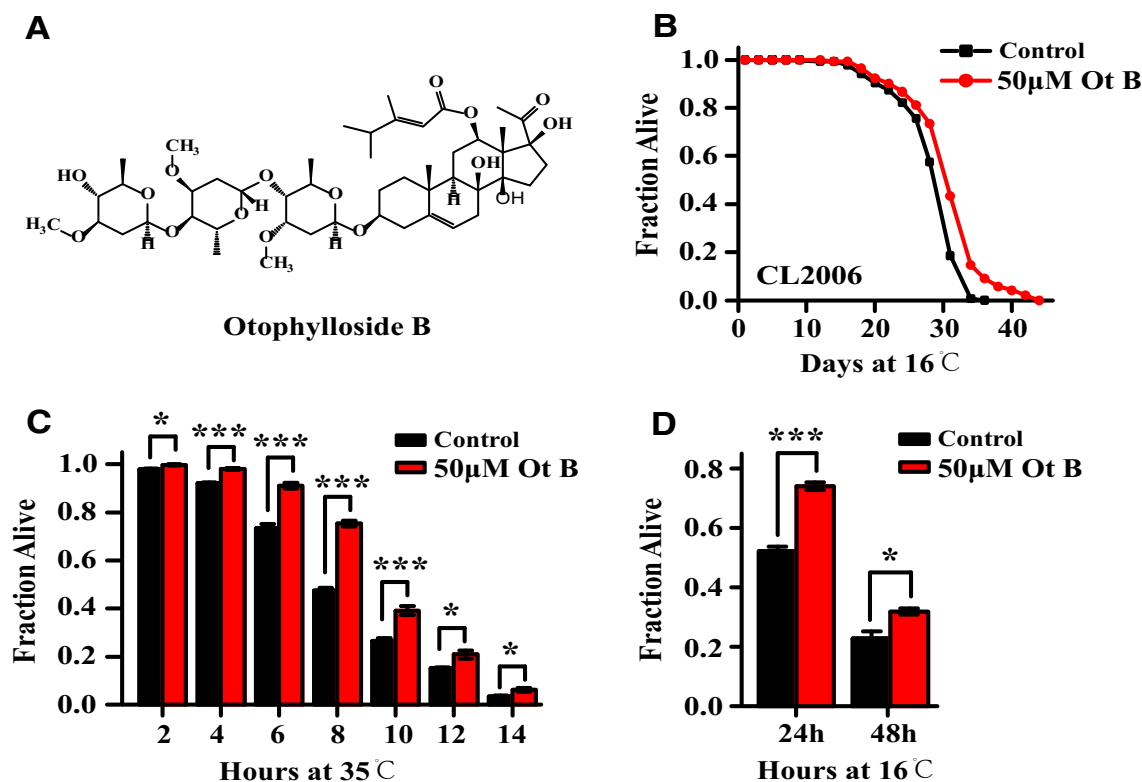 A
O
O
OH
OH
OH
H
HO
O
CH₃
O
O
H
O
O
H
O
O
O
CH₃
O
H
O
CH₃
H
Otophylloside B
B
Control
50μM Ot B
1.0
0.8
0.6
0.4
0.2
0.0
Fraction Alive
CL2006
0 10 20 30 40
Days at 16℃
C
Control
50μM Ot B
* *** *** *** *** * *
1.0
0.8
0.6
0.4
0.2
0.0
Fraction Alive
2 4 6 8 10 12 14
Hours at 35℃
D
Control
50μM Ot B
*** *
0.8
0.6
0.4
0.2
0.0
Fraction Alive
24h 48h
Hours at 16℃